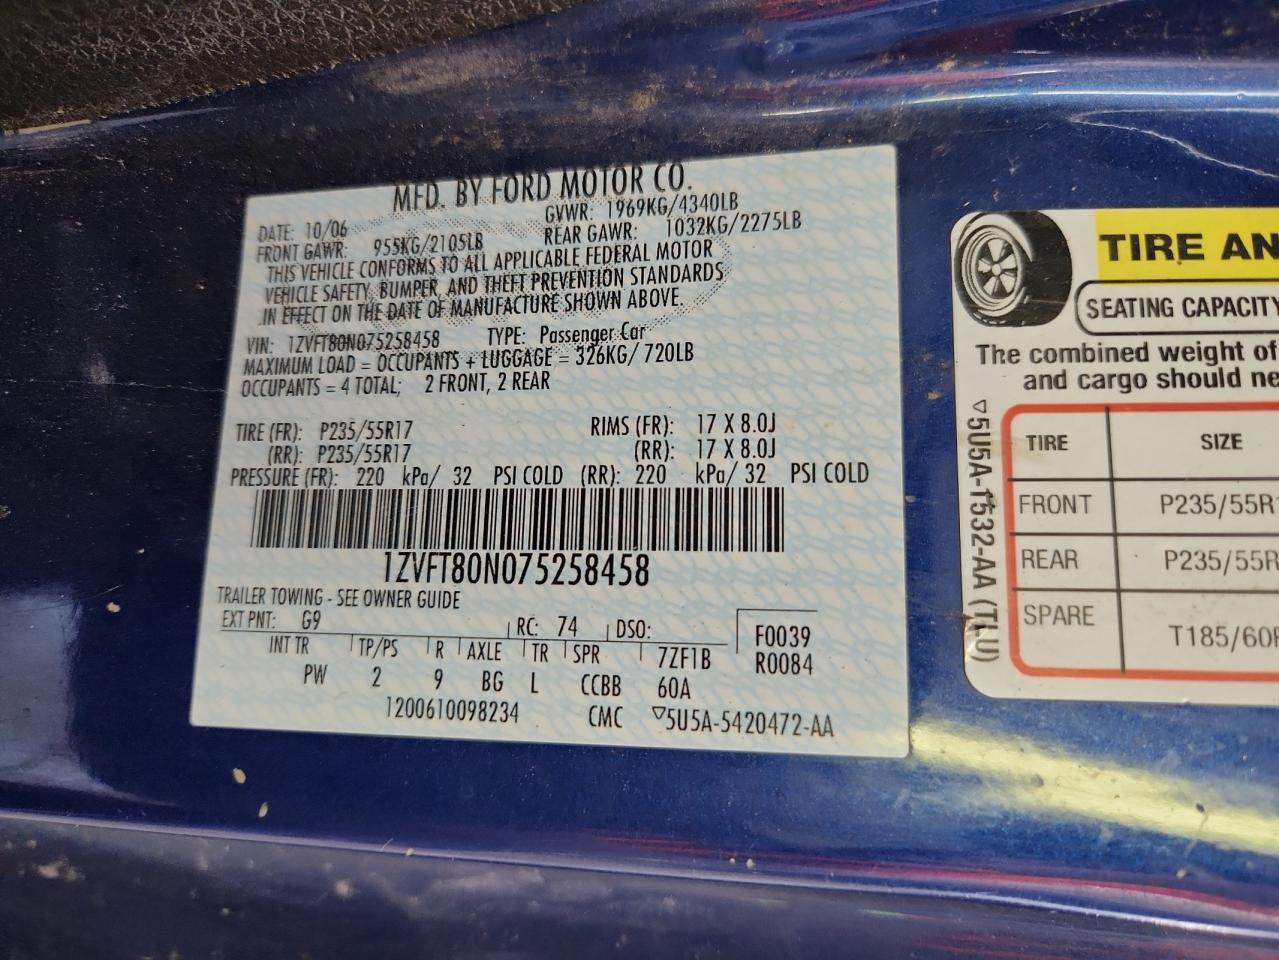 MFD. BY FORD MOTOR CO.
DATE: 10/06 GVWR: 1969KG/4340LB
FRONT GAWR: 955KG/2105LB REAR GAWR: 1032KG/2275LB
THIS VEHICLE CONFORMS TO ALL APPLICABLE FEDERAL MOTOR
VEHICLE SAFETY, BUMPER, AND THEFT PREVENTION STANDARDS
IN EFFECT ON THE DATE OF MANUFACTURE SHOWN ABOVE.
VIN: 1ZVFT80N075258458 TYPE: Passenger Car
MAXIMUM LOAD = OCCUPANTS + LUGGAGE = 326KG/ 720LB
OCCUPANTS = 4 TOTAL; 2 FRONT, 2 REAR
TIRE (FR): P235/55R17 RIMS (FR): 17 X 8.0J
(RR): P235/55R17 (RR): 17 X 8.0J
PRESSURE (FR): 220 kPa/ 32 PSI COLD (RR): 220 kPa/ 32 PSI COLD
1ZVFT80N075258458
TRAILER TOWING - SEE OWNER GUIDE
EXT PNT: G9 RC: 74 DSO: F0039
INT TR TP/PS R AXLE TR SPR 7ZF1B R0084
PW 2 9 BG L CCBB 60A
1200610098234 CMC ▽5U5A-5420472-AA
TIRE AN
SEATING CAPACITY
The combined weight of
and cargo should ne
▽5U5A-1532-AA (TLU)
TIRE SIZE
FRONT P235/55R
REAR P235/55R
SPARE T185/60